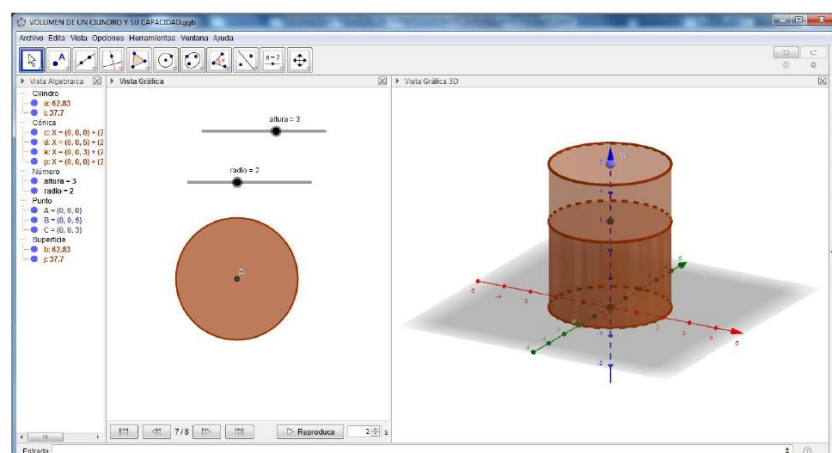 VOLUMEN DE UN CILINDRO Y SU CAPACIDAD.ggb
Archivo Edita Vista Opciones Herramientas Ventana Ayuda
a=2
Vista Algebraica
Cilindro
a: 62.83
i: 37.7
Cónica
c: X = (0, 0, 0) + (2
d: X = (0, 0, 5) + (2
k: X = (0, 0, 3) + (2
p: X = (0, 0, 0) + (2
Número
altura = 3
radio = 2
Punto
A = (0, 0, 0)
B = (0, 0, 5)
C = (0, 0, 3)
Superficie
b: 62.83
j: 37.7
Vista Gráfica
altura = 3
radio = 2
A
7/8
Reproduce
2 s
Vista Gráfica 3D
Entrada